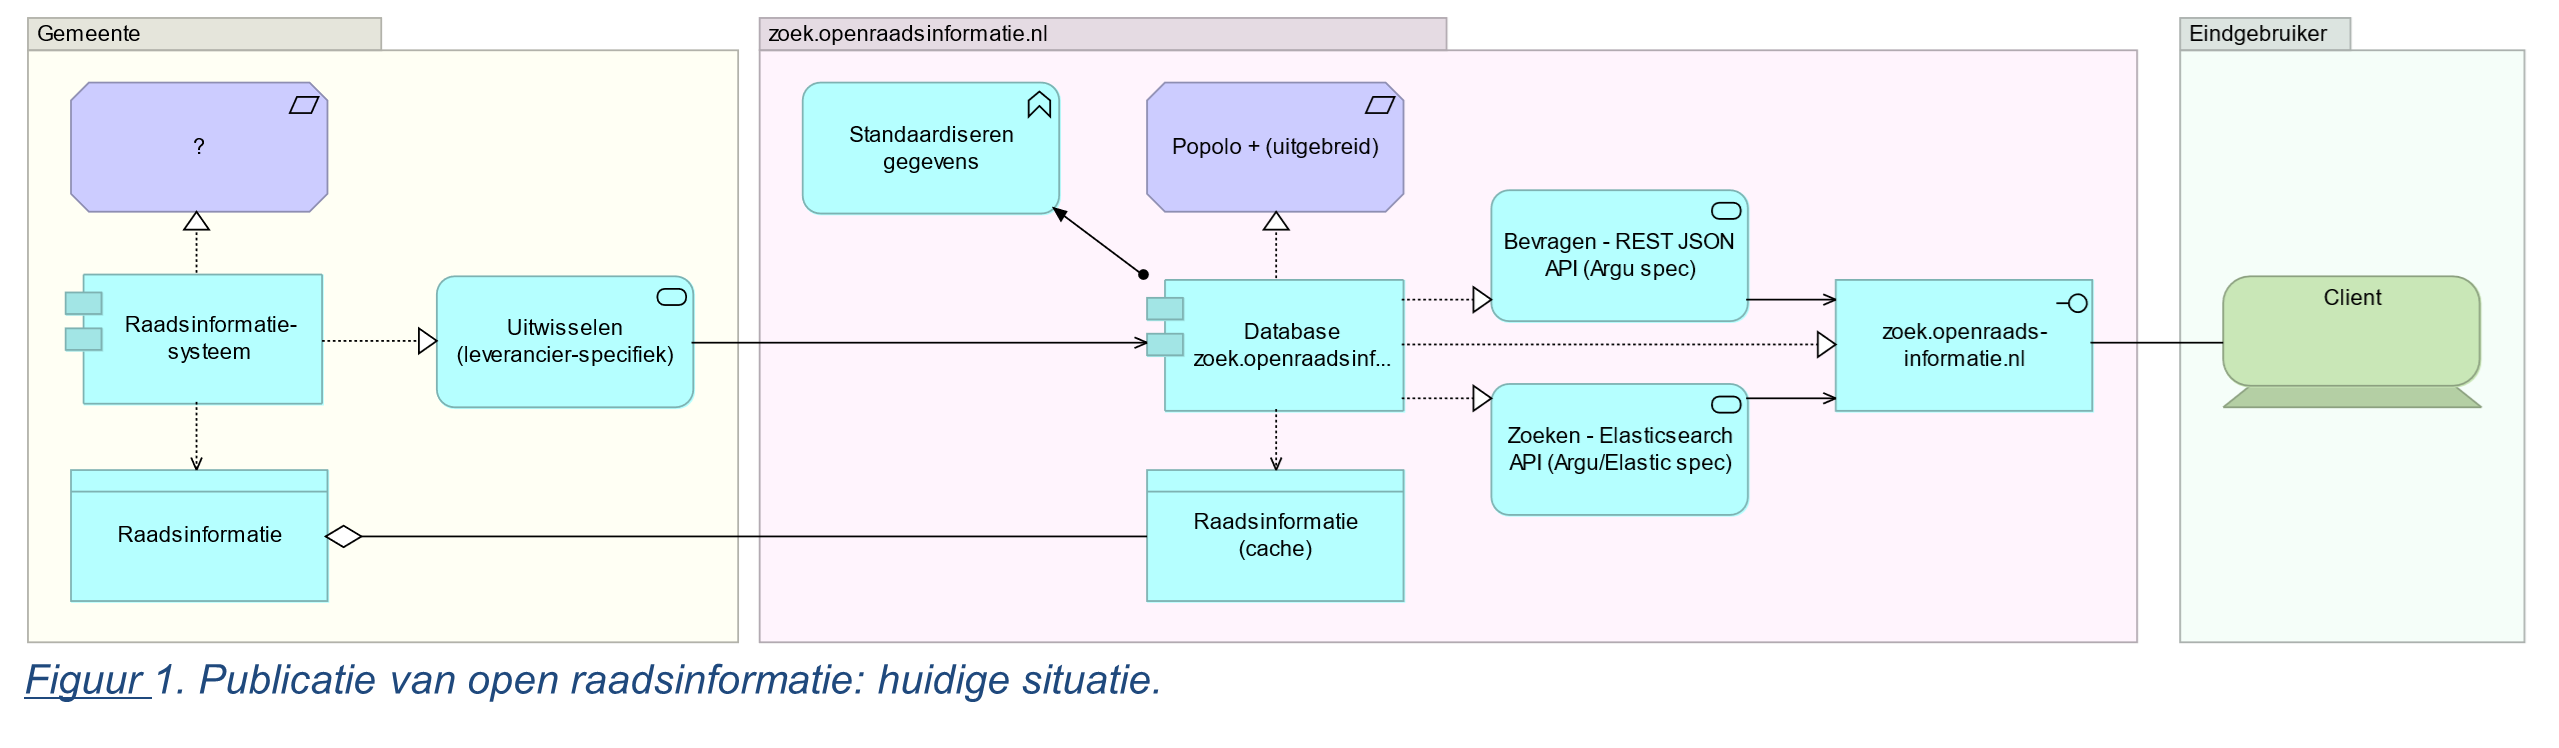 Gemeente
?
Raadsinformatie-
systeem
Uitwisselen
(leverancier-specifiek)
Raadsinformatie
zoek.openraadsinformatie.nl
Standaardiseren
gegevens
Popolo + (uitgebreid)
Database
zoek.openraadsinf...
Raadsinformatie
(cache)
Bevragen - REST JSON
API (Argu spec)
Zoeken - Elasticsearch
API (Argu/Elastic spec)
zoek.openraads-
informatie.nl
Eindgebruiker
Client
Figuur 1. Publicatie van open raadsinformatie: huidige situatie.